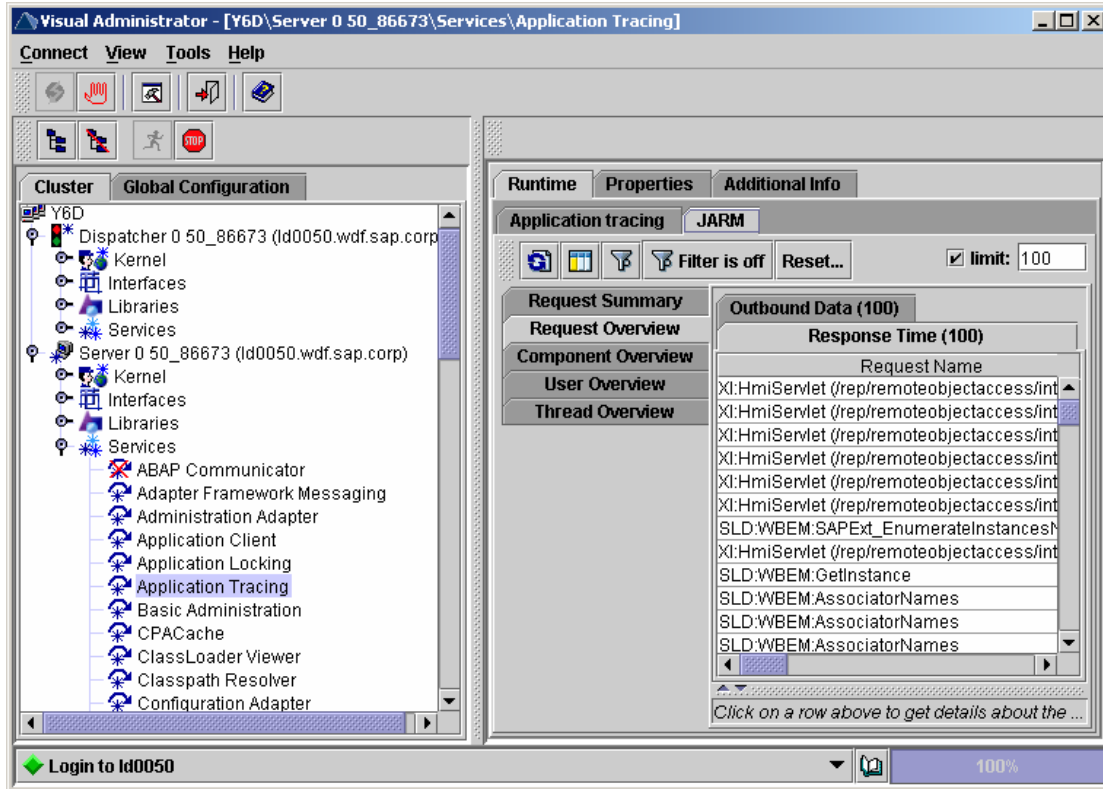 Visual Administrator - [Y6D\Server 0 50_86673\Services\Application Tracing]
Connect View Tools Help
STOP
Cluster Global Configuration
Y6D
Dispatcher 0 50_86673 (ld0050.wdf.sap.corp
Kernel
Interfaces
Libraries
Services
Server 0 50_86673 (ld0050.wdf.sap.corp)
Kernel
Interfaces
Libraries
Services
ABAP Communicator
Adapter Framework Messaging
Administration Adapter
Application Client
Application Locking
Application Tracing
Basic Administration
CPACache
ClassLoader Viewer
Classpath Resolver
Configuration Adapter
Runtime Properties Additional Info
Application tracing JARM
Filter is off Reset... limit: 100
Request Summary
Request Overview
Component Overview
User Overview
Thread Overview
Outbound Data (100)
Response Time (100)
Request Name
XI:HmiServlet (/rep/remoteobjectaccess/int
XI:HmiServlet (/rep/remoteobjectaccess/int
XI:HmiServlet (/rep/remoteobjectaccess/int
XI:HmiServlet (/rep/remoteobjectaccess/int
XI:HmiServlet (/rep/remoteobjectaccess/int
XI:HmiServlet (/rep/remoteobjectaccess/int
SLD:WBEM:SAPExt_EnumerateInstancesN
XI:HmiServlet (/rep/remoteobjectaccess/int
SLD:WBEM:GetInstance
SLD:WBEM:AssociatorNames
SLD:WBEM:AssociatorNames
SLD:WBEM:AssociatorNames
Click on a row above to get details about the ...
Login to ld0050
100%